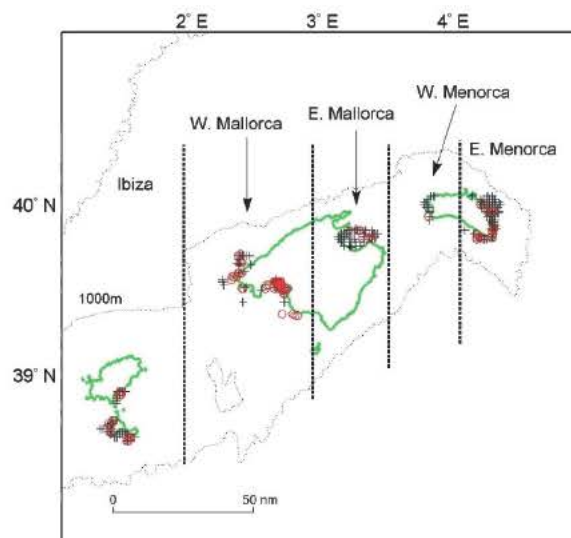 2° E 3° E 4° E
W. Menorca
E. Mallorca
W. Mallorca
E. Menorca
Ibiza
40° N
1000m
39° N
0 50 nm